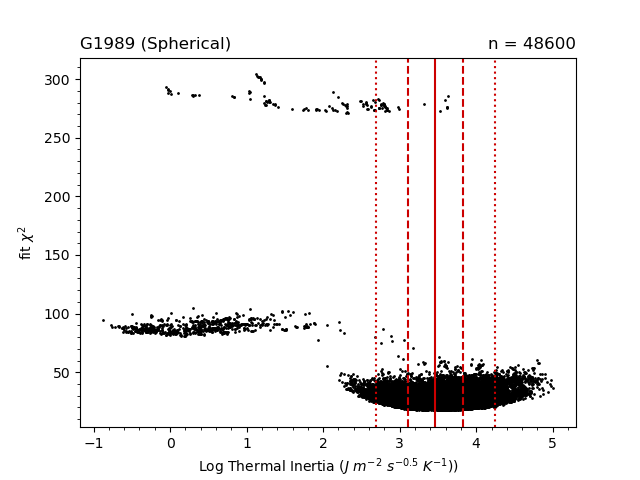 G1989 (Spherical) n = 48600
300
250
200
150
100
50
fit χ²
−1 0 1 2 3 4 5
Log Thermal Inertia (J m⁻² s⁻⁰·⁵ K⁻¹))